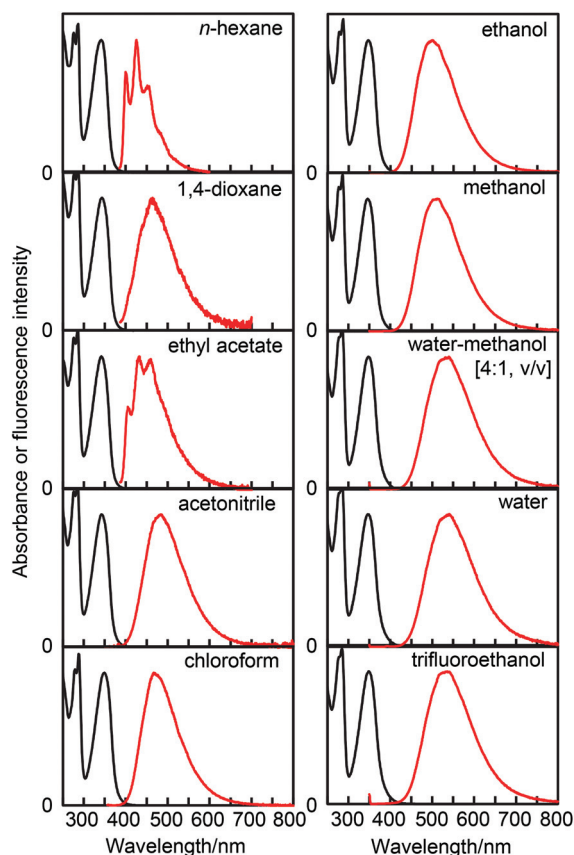 Absorbance or fluorescence intensity
n-hexane
0
1,4-dioxane
0
ethyl acetate
0
acetonitrile
0
chloroform
0
300 400 500 600 700 800
Wavelength/nm
ethanol
0
methanol
0
water-methanol
[4:1, v/v]
0
water
0
trifluoroethanol
0
300 400 500 600 700 800
Wavelength/nm